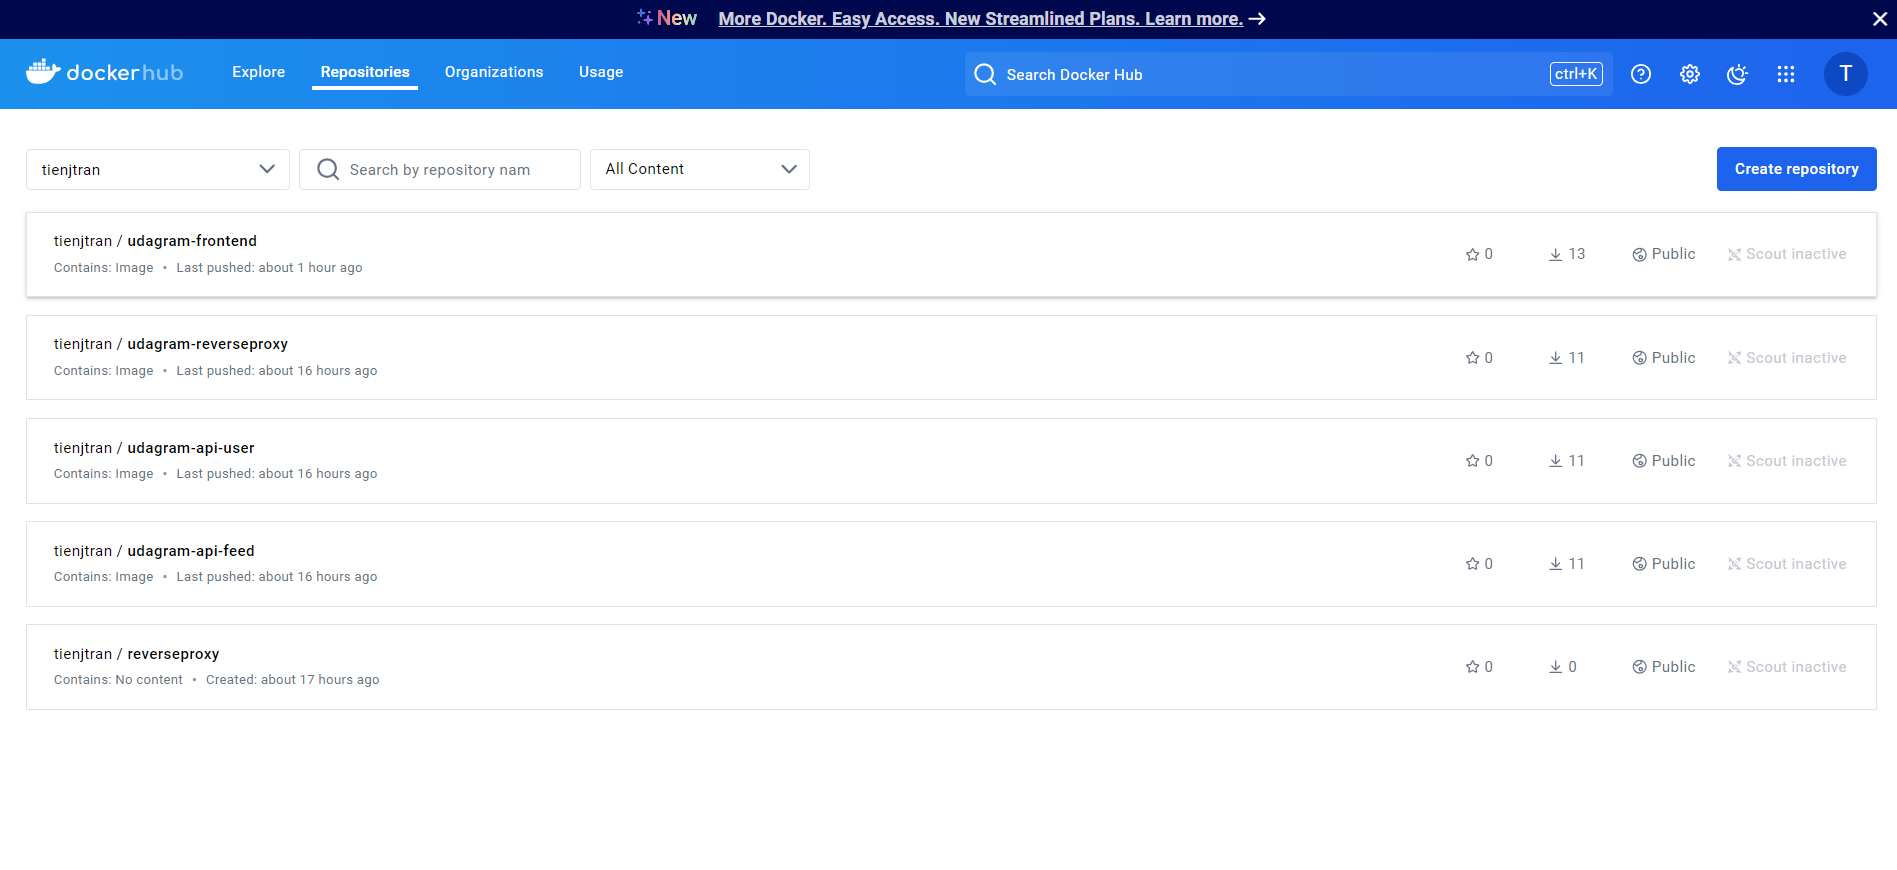 New More Docker. Easy Access. New Streamlined Plans. Learn more.
dockerhub Explore Repositories Organizations Usage Search Docker Hub ctrl+K T
tienjtran Search by repository nam All Content Create repository
tienjtran / udagram-frontend
Contains: Image • Last pushed: about 1 hour ago
0 13 Public Scout inactive
tienjtran / udagram-reverseproxy
Contains: Image • Last pushed: about 16 hours ago
0 11 Public Scout inactive
tienjtran / udagram-api-user
Contains: Image • Last pushed: about 16 hours ago
0 11 Public Scout inactive
tienjtran / udagram-api-feed
Contains: Image • Last pushed: about 16 hours ago
0 11 Public Scout inactive
tienjtran / reverseproxy
Contains: No content • Created: about 17 hours ago
0 0 Public Scout inactive